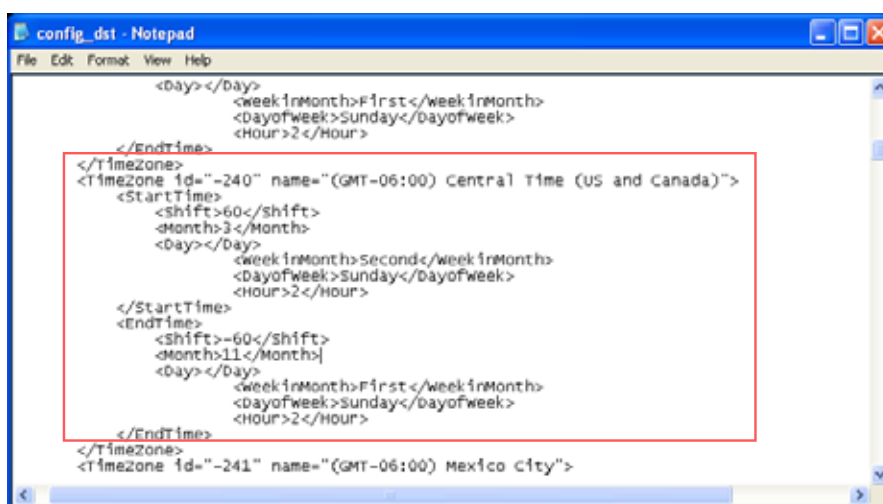 config_dst - Notepad
File Edit Format View Help
<Day></Day>
<WeekinMonth>First</WeekinMonth>
<DayofWeek>Sunday</DayofWeek>
<Hour>2</Hour>
</EndTime>
</TimeZone>
<TimeZone id="-240" name="(GMT-06:00) Central Time (US and Canada)">
<StartTime>
<Shift>60</Shift>
<Month>3</Month>
<Day></Day>
<WeekinMonth>Second</WeekinMonth>
<DayofWeek>Sunday</DayofWeek>
<Hour>2</Hour>
</StartTime>
<EndTime>
<Shift>-60</Shift>
<Month>11</Month>
<Day></Day>
<WeekinMonth>First</WeekinMonth>
<DayofWeek>Sunday</DayofWeek>
<Hour>2</Hour>
</EndTime>
</TimeZone>
<TimeZone id="-241" name="(GMT-06:00) Mexico City">